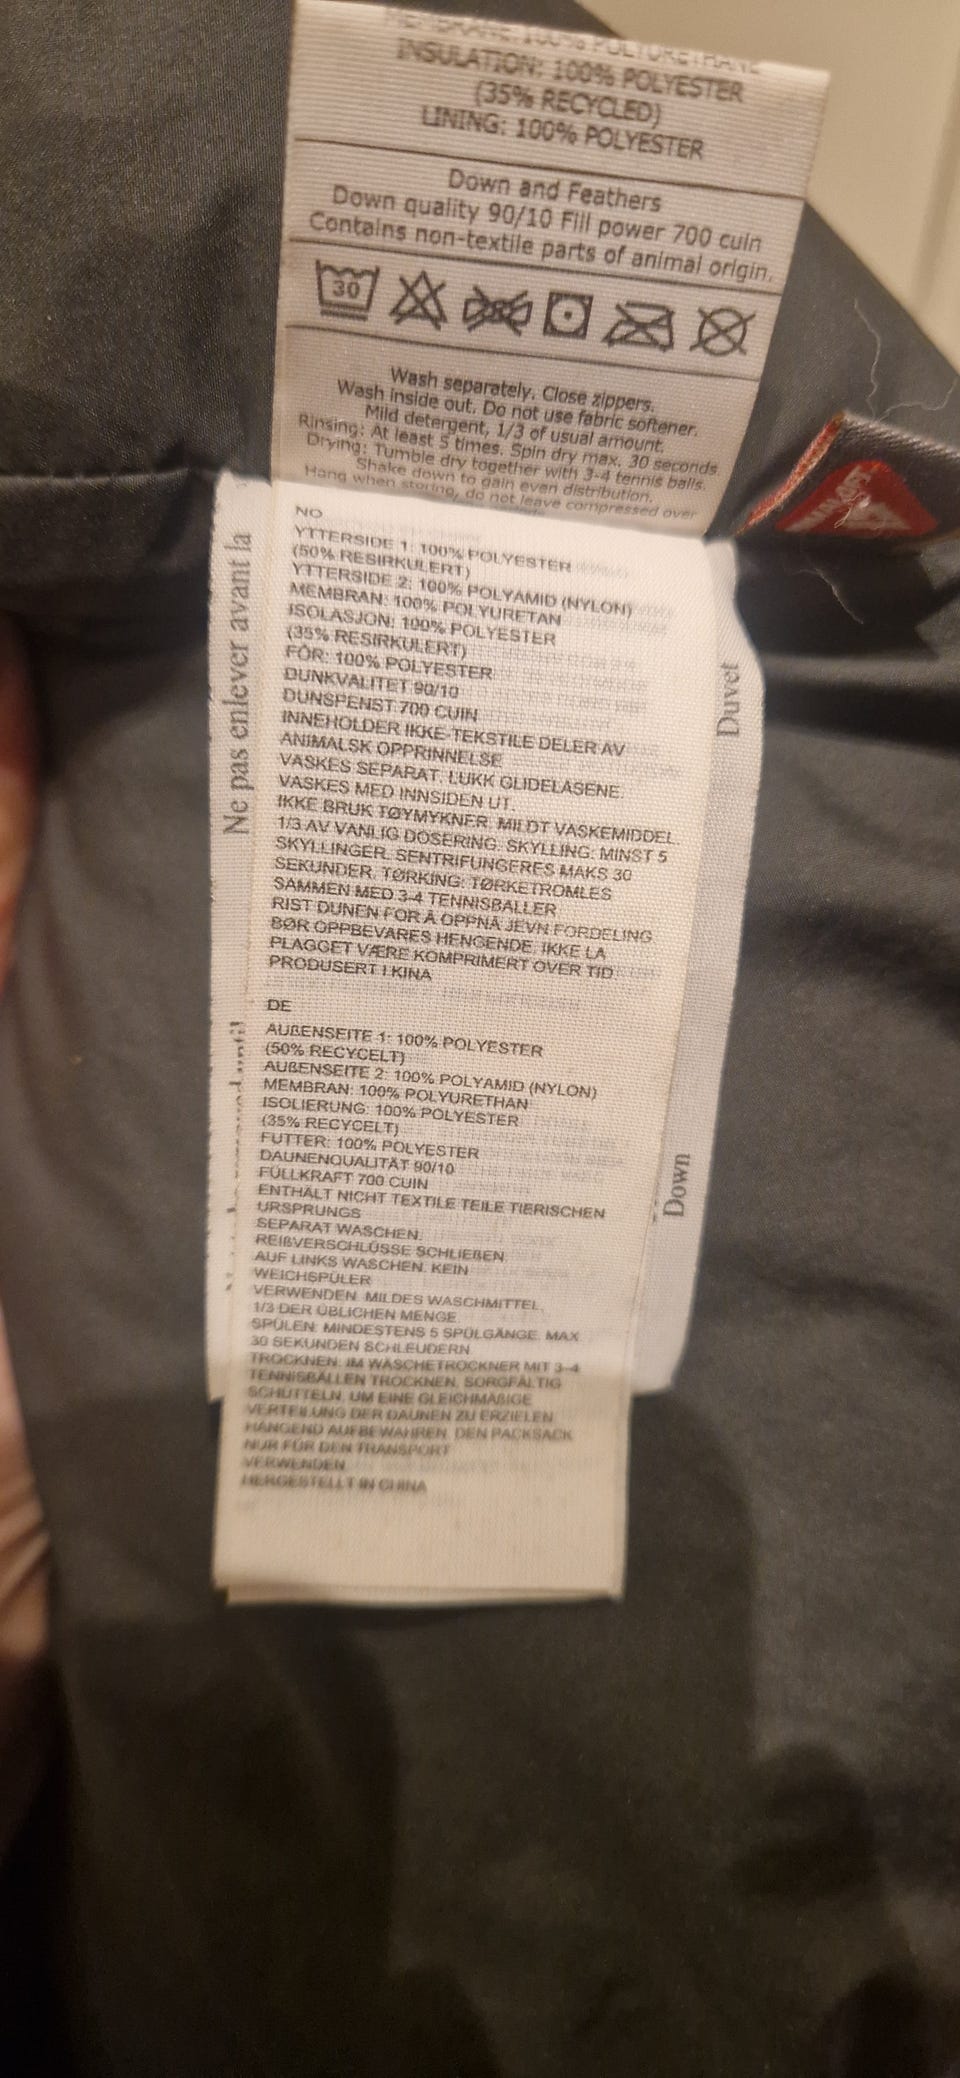 MEMBRANE: 100% POLYURETHANE
INSULATION: 100% POLYESTER
(35% RECYCLED)
LINING: 100% POLYESTER
Down and Feathers
Down quality 90/10 Fill power 700 cuin
Contains non-textile parts of animal origin.
30
Wash separately. Close zippers.
Wash inside out. Do not use fabric softener.
Mild detergent, 1/3 of usual amount.
Rinsing: At least 5 times. Spin dry max. 30 seconds
Drying: Tumble dry together with 3-4 tennis balls.
Shake down to gain even distribution.
Hang when storing, do not leave compressed over
NO
YTTERSIDE 1: 100% POLYESTER
(50% RESIRKULERT)
YTTERSIDE 2: 100% POLYAMID (NYLON)
MEMBRAN: 100% POLYURETAN
ISOLASJON: 100% POLYESTER
(35% RESIRKULERT)
FÔR: 100% POLYESTER
DUNKVALITET 90/10
DUNSPENST 700 CUIN
INNEHOLDER IKKE-TEKSTILE DELER AV
ANIMALSK OPPRINNELSE
VASKES SEPARAT. LUKK GLIDELÅSENE.
VASKES MED INNSIDEN UT.
IKKE BRUK TØYMYKNER. MILDT VASKEMIDDEL.
1/3 AV VANLIG DOSERING. SKYLLING: MINST 5
SKYLLINGER. SENTRIFUNGERES MAKS 30
SEKUNDER. TØRKING: TØRKETROMLES
SAMMEN MED 3-4 TENNISBALLER
RIST DUNEN FOR Å OPPNÅ JEVN FORDELING
BØR OPPBEVARES HENGENDE. IKKE LA
PLAGGET VÆRE KOMPRIMERT OVER TID
PRODUSERT I KINA
DE
AUßENSEITE 1: 100% POLYESTER
(50% RECYCELT)
AUßENSEITE 2: 100% POLYAMID (NYLON)
MEMBRAN: 100% POLYURETHAN
ISOLIERUNG: 100% POLYESTER
(35% RECYCELT)
FUTTER: 100% POLYESTER
DAUNENQUALITÄT 90/10
FÜLLKRAFT 700 CUIN
ENTHÄLT NICHT TEXTILE TEILE TIERISCHEN
URSPRUNGS
SEPARAT WASCHEN.
REIßVERSCHLÜSSE SCHLIEßEN.
AUF LINKS WASCHEN. KEIN
WEICHSPÜLER
VERWENDEN. MILDES WASCHMITTEL,
1/3 DER ÜBLICHEN MENGE.
SPÜLEN: MINDESTENS 5 SPÜLGÄNGE. MAX
30 SEKUNDEN SCHLEUDERN
TROCKNEN: IM WÄSCHETROCKNER MIT 3-4
TENNISBÄLLEN TROCKNEN. SORGFÄLTIG
SCHÜTTELN, UM EINE GLEICHMÄßIGE
VERTEILUNG DER DAUNEN ZU ERZIELEN
HÄNGEND AUFBEWAHREN. DEN PACKSACK
NUR FÜR DEN TRANSPORT
VERWENDEN
HERGESTELLT IN CHINA
Ne pas enlever avant la
Duvet
Down